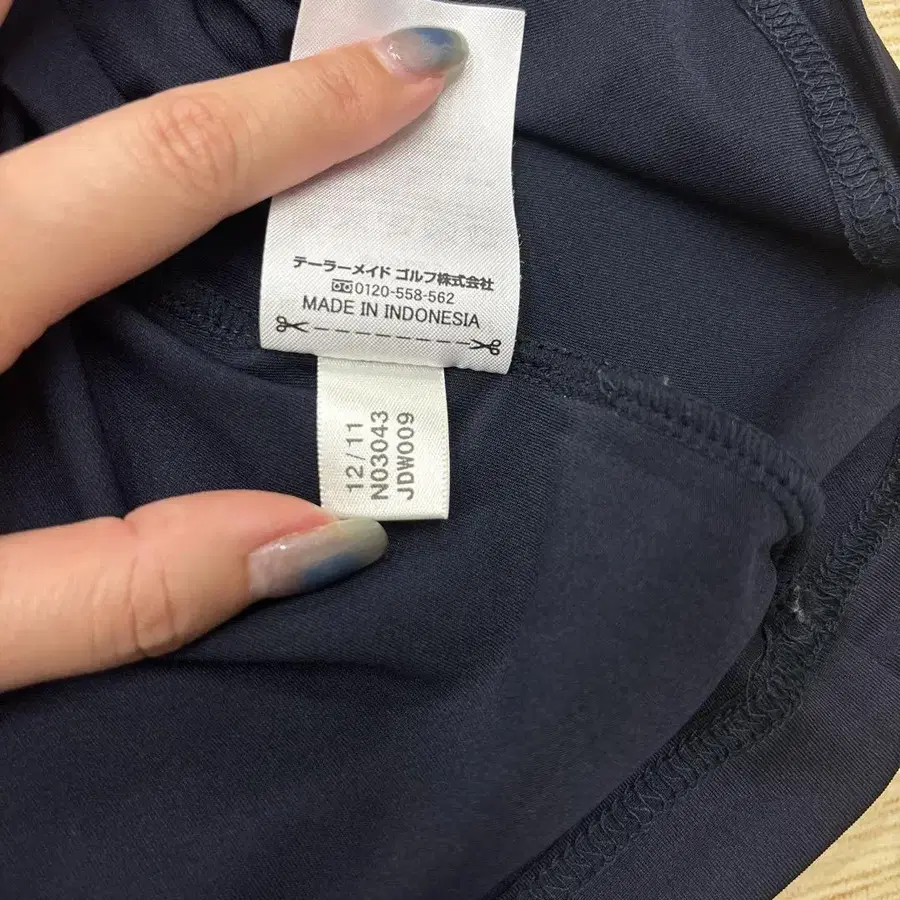 テーラーメイド ゴルフ株式会社
0120-558-562
MADE IN INDONESIA
12/11
N03043
JDW009